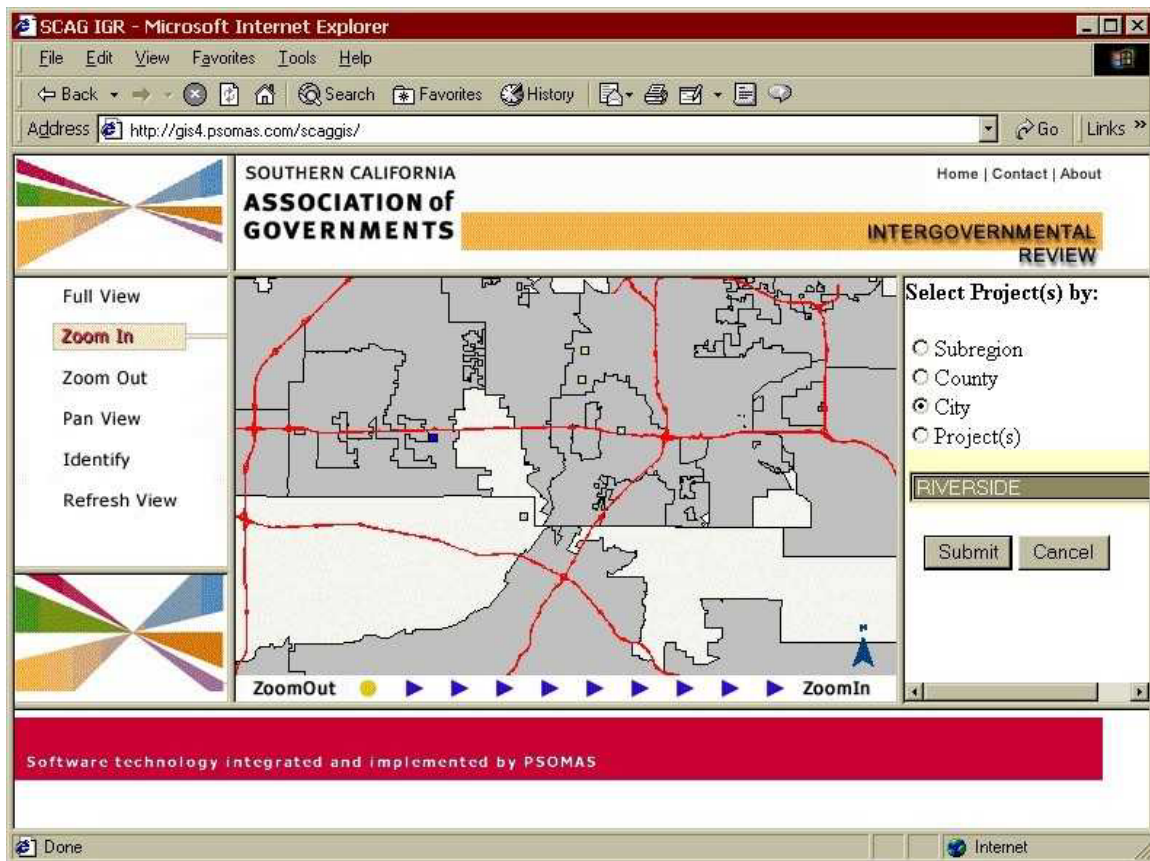 SCAG IGR - Microsoft Internet Explorer
File Edit View Favorites Tools Help
Back Search Favorites History
Address http://gis4.psomas.com/scaggis/ Go Links »
SOUTHERN CALIFORNIA
ASSOCIATION of
GOVERNMENTS
Home | Contact | About
INTERGOVERNMENTAL
REVIEW
Full View
Zoom In
Zoom Out
Pan View
Identify
Refresh View
Select Project(s) by:
Subregion
County
City
Project(s)
RIVERSIDE
Submit Cancel
N
ZoomOut ZoomIn
Software technology integrated and implemented by PSOMAS
Done Internet